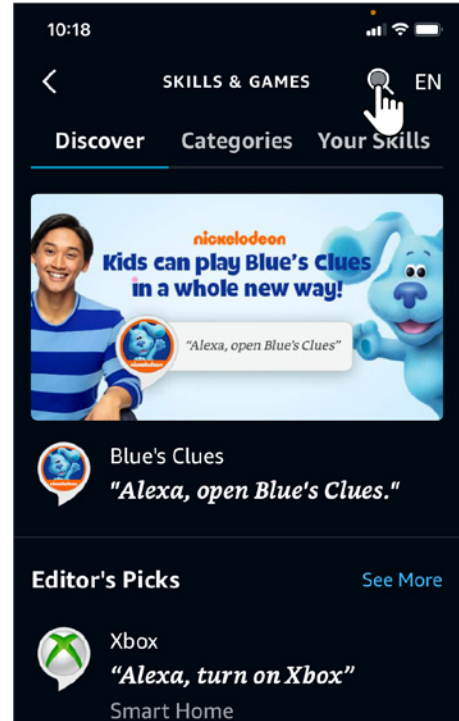 10:18
SKILLS & GAMES EN
Discover Categories Your Skills
nickelodeon
Kids can play Blue's Clues
in a whole new way!
"Alexa, open Blue's Clues"
Blue's Clues
"Alexa, open Blue's Clues."
Editor's Picks See More
Xbox
“Alexa, turn on Xbox”
Smart Home